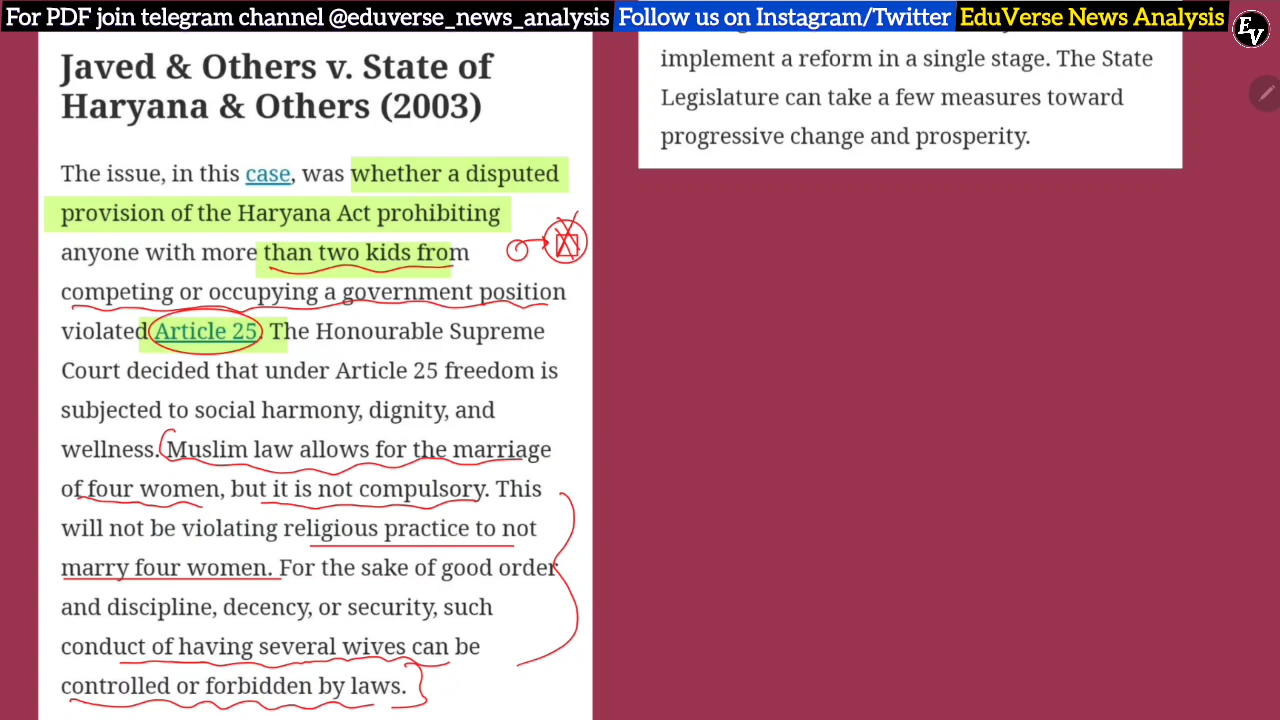 For PDF join telegram channel @eduverse_news_analysis Follow us on Instagram/Twitter EduVerse News Analysis
EV
Javed & Others v. State of
Haryana & Others (2003)
The issue, in this case, was whether a disputed
provision of the Haryana Act prohibiting
anyone with more than two kids from
competing or occupying a government position
violated Article 25. The Honourable Supreme
Court decided that under Article 25 freedom is
subjected to social harmony, dignity, and
wellness. Muslim law allows for the marriage
of four women, but it is not compulsory. This
will not be violating religious practice to not
marry four women. For the sake of good order
and discipline, decency, or security, such
conduct of having several wives can be
controlled or forbidden by laws.
implement a reform in a single stage. The State
Legislature can take a few measures toward
progressive change and prosperity.